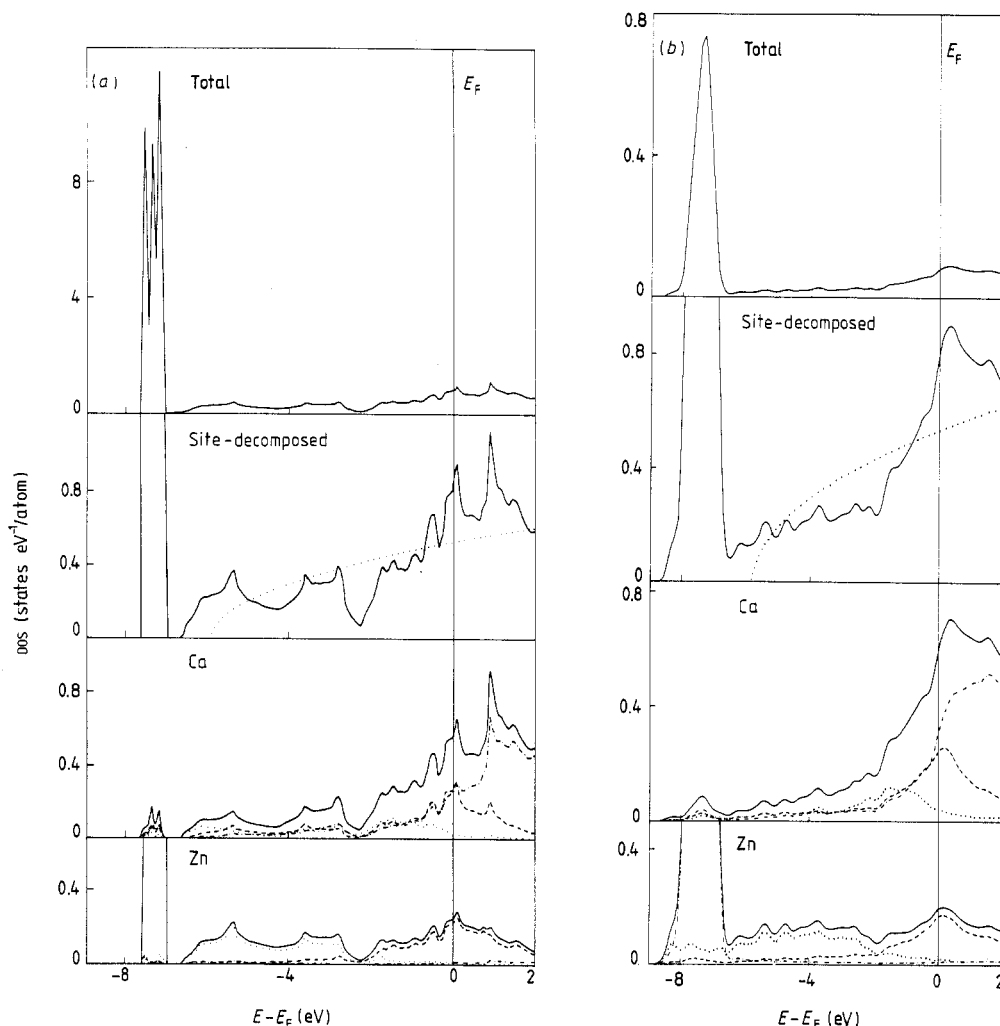 (a) Total E_F
8
4
0
Site-decomposed
0.8
0.4
0
Ca
0.8
0.4
0
Zn
0.4
0
-8 -4 0 2
E-E_F (eV)
DOS (states eV⁻¹/atom)
0.8
(b) Total E_F
0.4
0
Site-decomposed
0.8
0.4
0
Ca
0.8
0.4
0
Zn
0.4
0
-8 -4 0 2
E-E_F (eV)